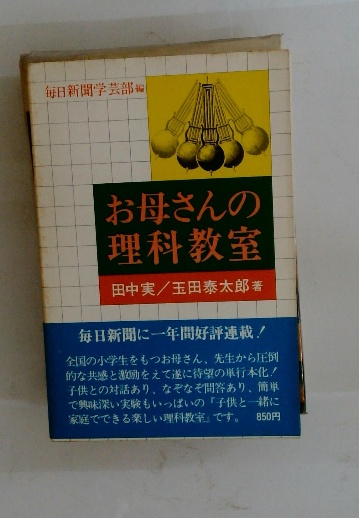 毎日新聞学芸部編
お母さんの
理科教室
田中実／玉田泰太郎著
毎日新聞に一年間好評連載！
全国の小学生をもつお母さん、先生から圧倒
的な共感と激励をえて遂に待望の単行本化！
子供との対話あり、なぞなぞ問答あり、簡単
で興味深い実験もいっぱいの『子供と一緒に
家庭でできる楽しい理科教室』です。 850円